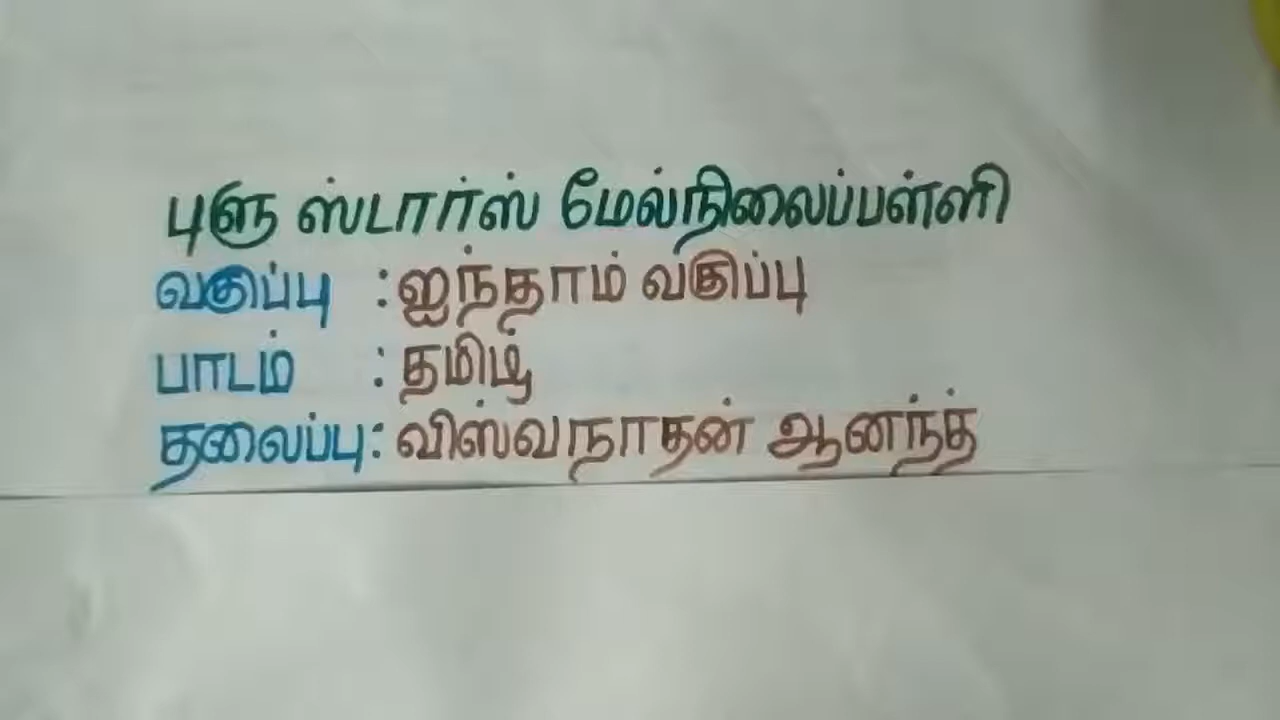 புளூ ஸ்டார்ஸ் மேல்நிலைப்பள்ளி
வகுப்பு : ஐந்தாம் வகுப்பு
பாடம் : தமிழ்
தலைப்பு : விஸ்வநாதன் ஆனந்த்